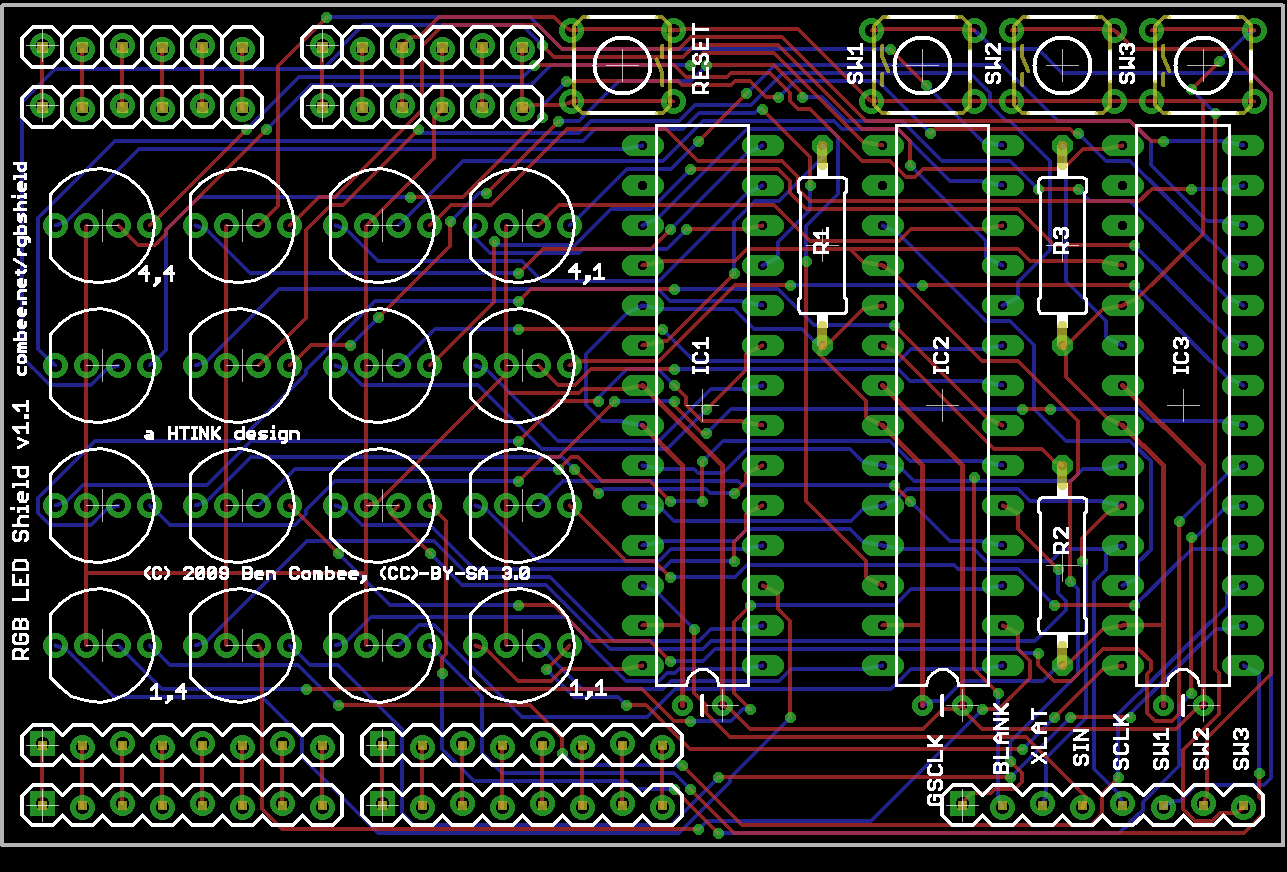 RESET
SW1
SW2
SW3
combee.net/rgbshield
RGB LED Shield v1.1
4,4
4,1
R1
R3
IC1
IC2
IC3
a HTINK design
R2
(C) 2009 Ben Combee, (CC)-BY-SA 3.0
1,4
1,1
GSCLK
BLANK
XLAT
SIN
SCLK
SW1
SW2
SW3